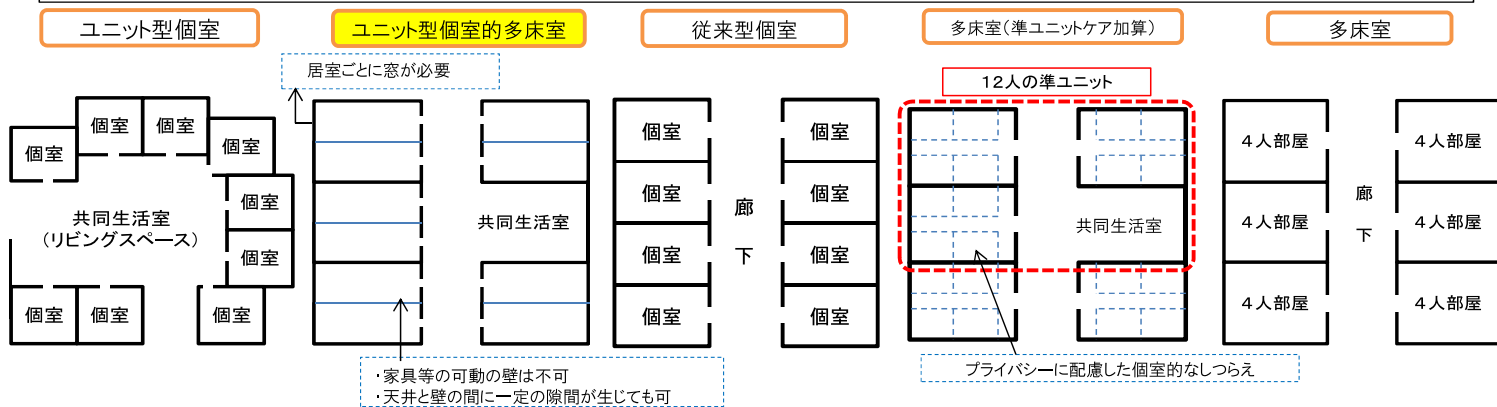 ユニット型個室
ユニット型個室的多床室
従来型個室
多床室(準ユニットケア加算)
多床室
居室ごとに窓が必要
12人の準ユニット
個室
個室
個室
個室
個室
個室
個室
個室
個室
共同生活室
(リビングスペース)
共同生活室
・家具等の可動の壁は不可
・天井と壁の間に一定の隙間が生じても可
個室
個室
個室
個室
個室
個室
個室
個室
廊
下
共同生活室
プライバシーに配慮した個室的なしつらえ
4人部屋
4人部屋
4人部屋
4人部屋
4人部屋
4人部屋
廊
下